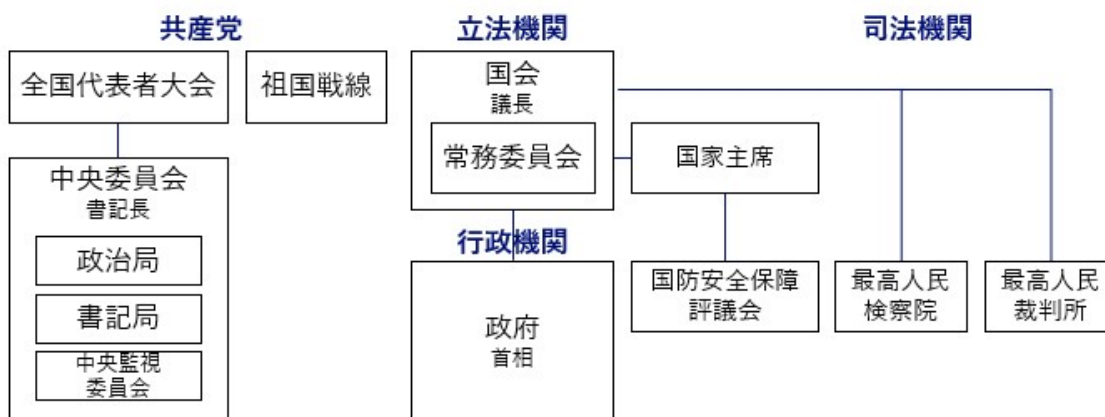 共産党
立法機関
司法機関
全国代表者大会
祖国戦線
国会
議長
常務委員会
国家主席
中央委員会
書記長
政治局
書記局
中央監視
委員会
行政機関
政府
首相
国防安全保障
評議会
最高人民
検察院
最高人民
裁判所